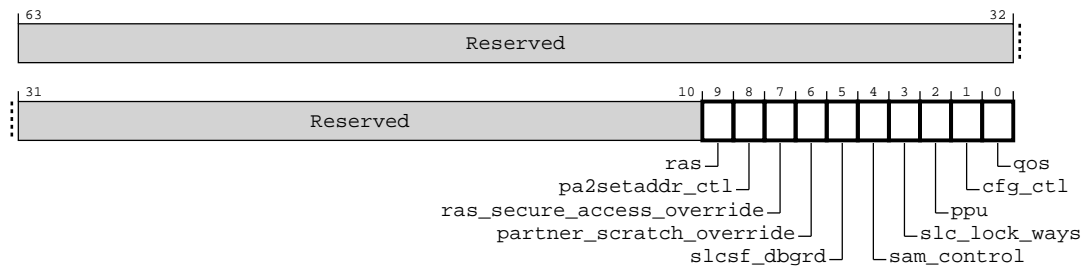 63 32
Reserved
31 10 9 8 7 6 5 4 3 2 1 0
Reserved
ras qos
pa2setaddr_ctl cfg_ctl
ras_secure_access_override ppu
partner_scratch_override slc_lock_ways
slcsf_dbgrd sam_control